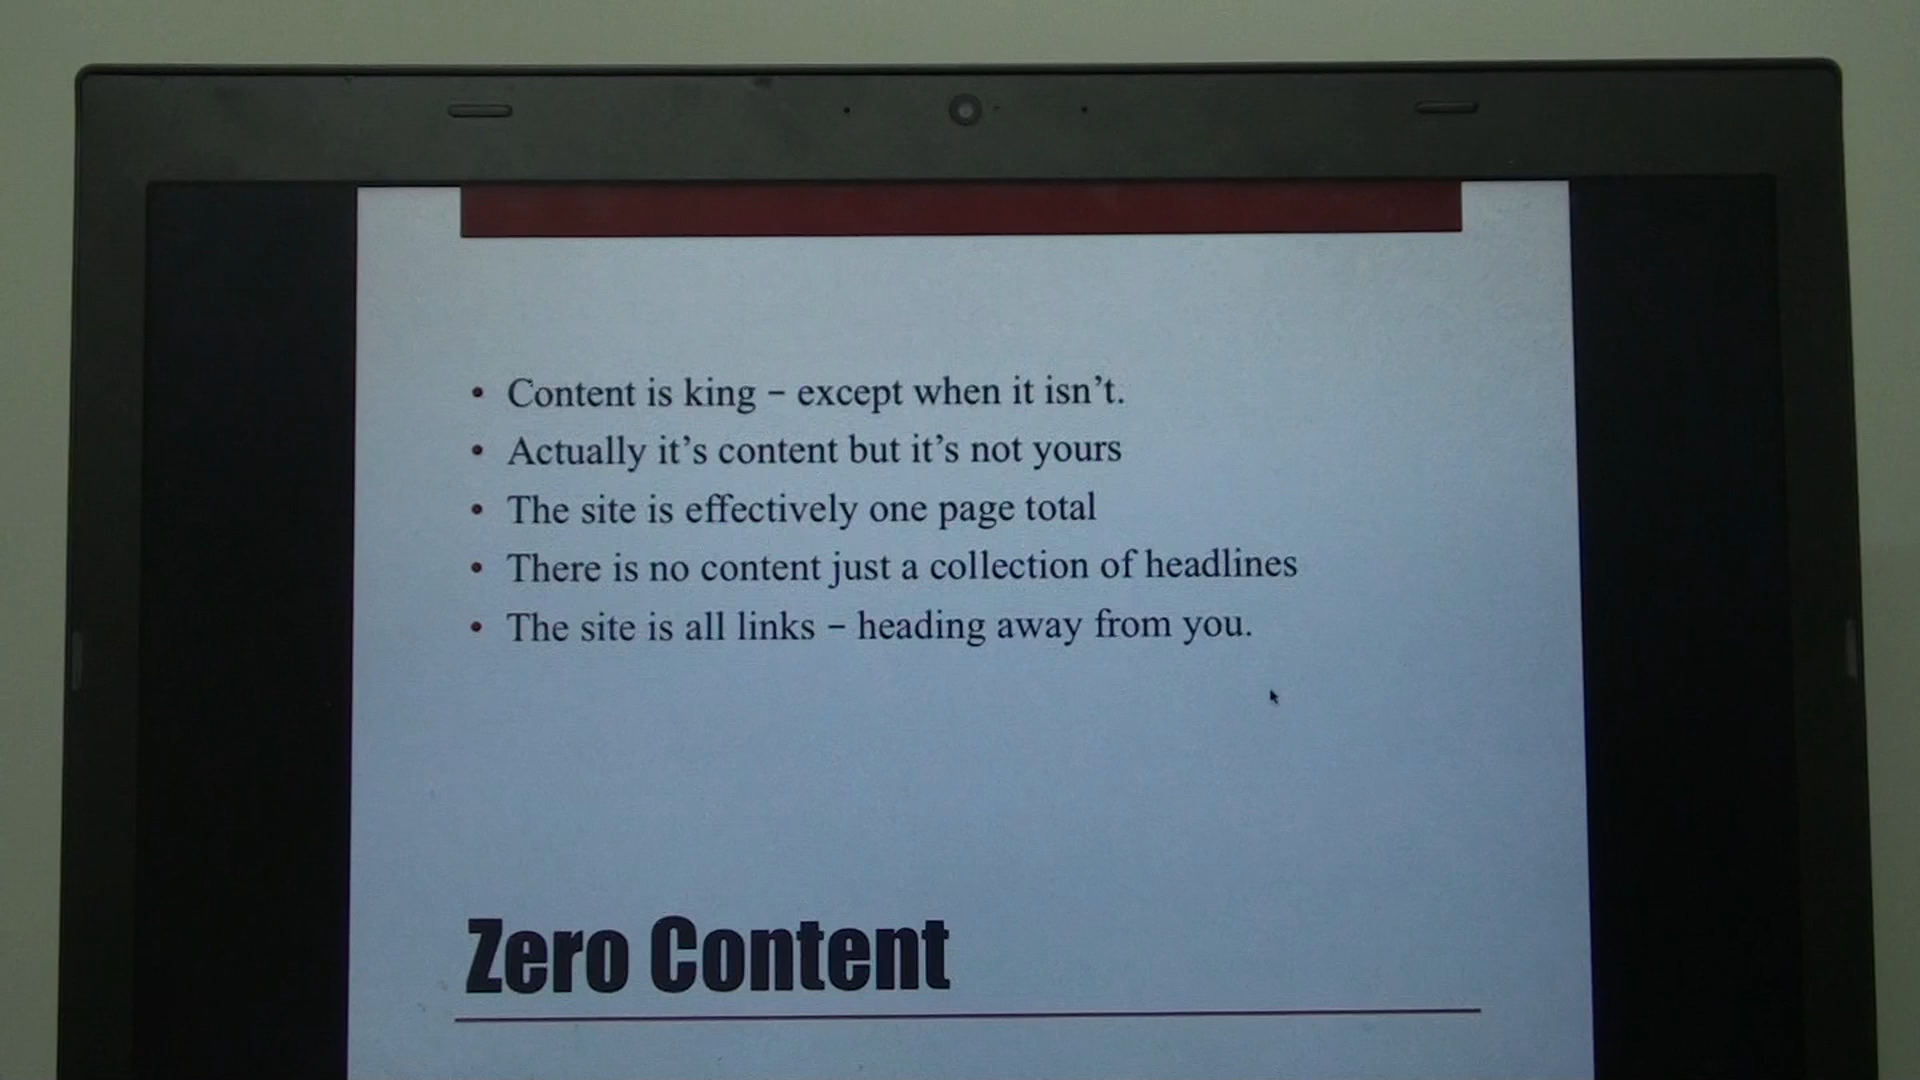 • Content is king – except when it isn’t.
• Actually it’s content but it’s not yours
• The site is effectively one page total
• There is no content just a collection of headlines
• The site is all links – heading away from you.
Zero Content